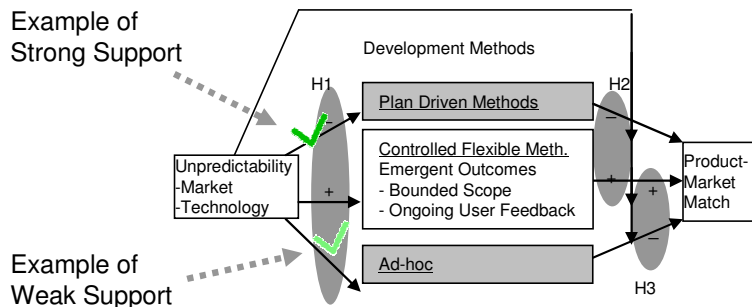 Example of
Strong Support
Development Methods
H1
H2
Plan Driven Methods
–
–
Controlled Flexible Meth.
Emergent Outcomes
- Bounded Scope
- Ongoing User Feedback
Unpredictability
-Market
-Technology
+
+
+
Product-
Market
Match
–
Ad-hoc
H3
Example of
Weak Support